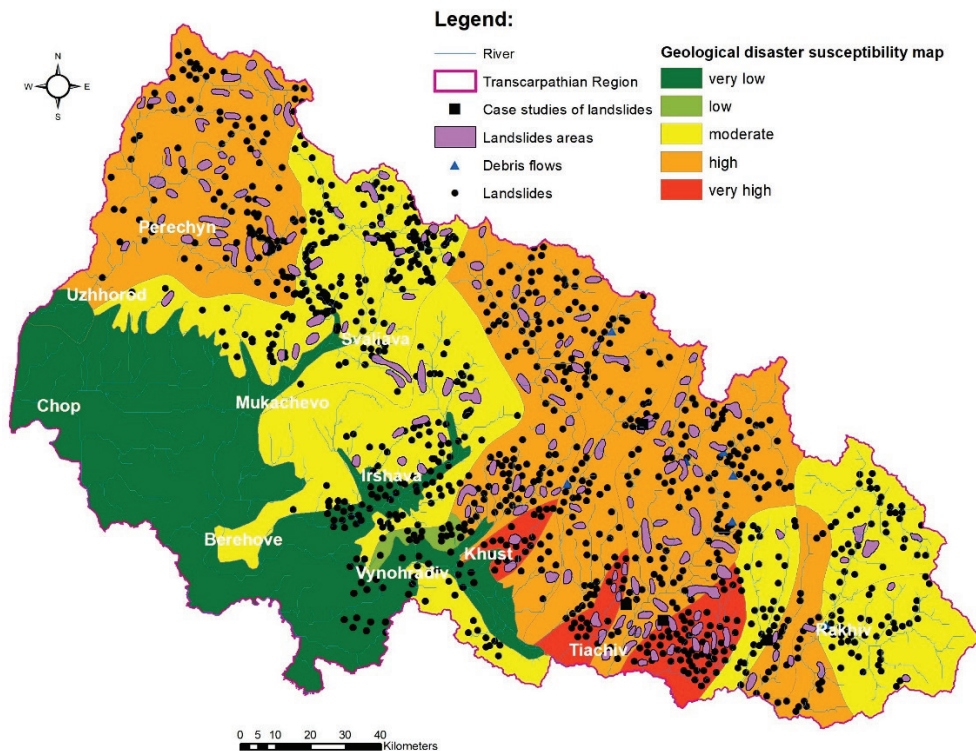 Legend:
River
Transcarpathian Region
Case studies of landslides
Landslides areas
Debris flows
Landslides
Geological disaster susceptibility map
very low
low
moderate
high
very high
N
W E
S
Perechyn
Uzhhorod
Svaliava
Chop
Mukachevo
Irshava
Berehove
Khust
Vynohradiv
Rakhiv
Tiachiv
0 5 10 20 30 40
Kilometers